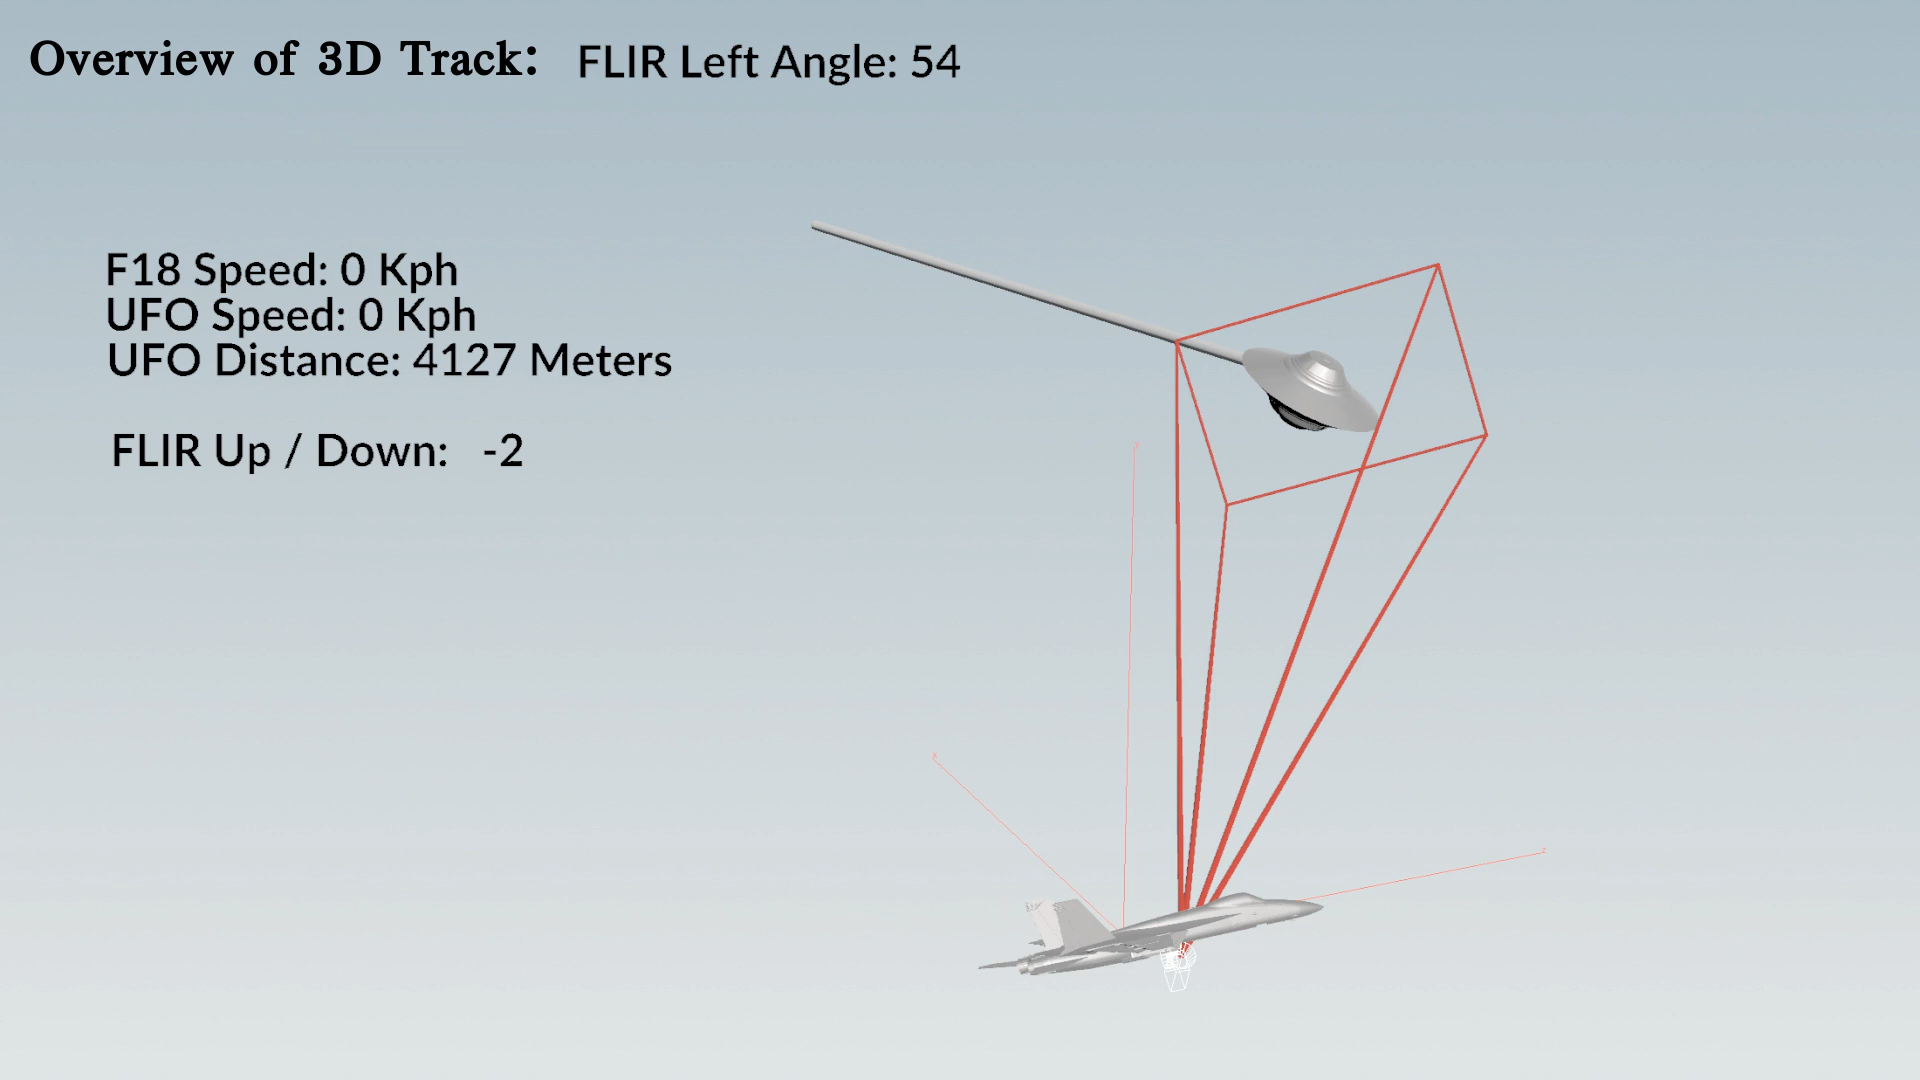 Overview of 3D Track: FLIR Left Angle: 54
F18 Speed: 0 Kph
UFO Speed: 0 Kph
UFO Distance: 4127 Meters
FLIR Up / Down: -2
Y
X
Z